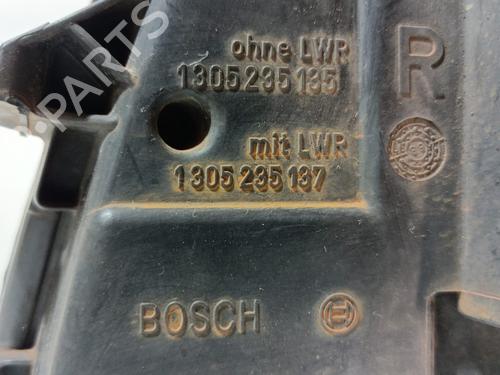 ohne LWR
1 305 235 135
R
mit LWR
1 305 235 137
BOSCH